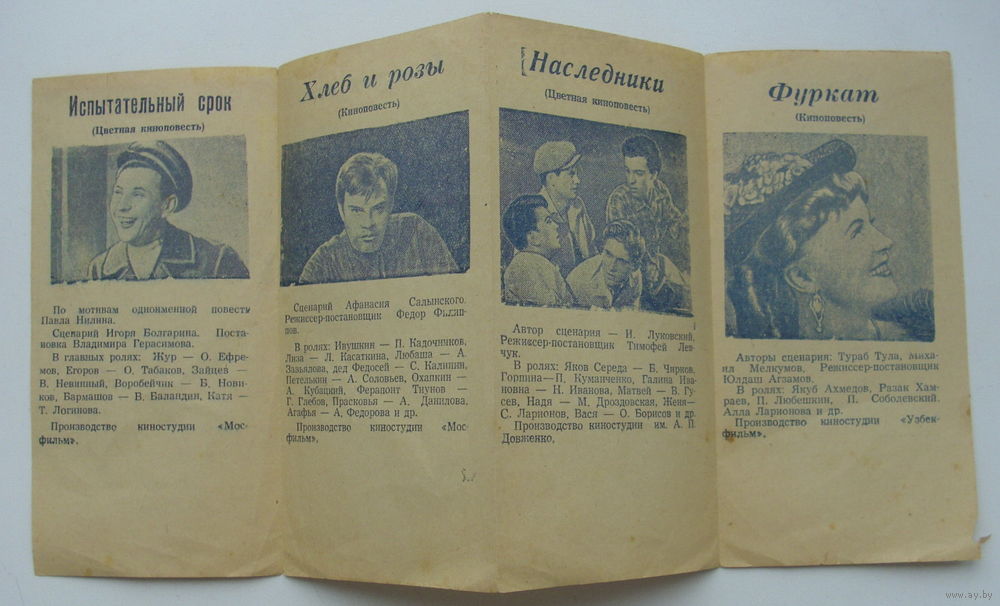 Испытательный срок
(Цветная киноповесть)
По мотивам одноименной повести
Павла Нилина.
Сценарий Игоря Болгарина. Поста-
новка Владимира Герасимова.
В главных ролях: Жур — О. Ефре-
мов, Егоров — О. Табаков, Зайцев —
В. Невинный, Воробейчик — Б. Нови-
ков, Бармашов — В. Баландин, Катя —
Т. Логинова.
Производство киностудии «Мос-
фильм».
Хлеб и розы
(Киноповесть)
Сценарий Афанасия Салынского.
Режиссер-постановщик Федор Филип-
пов.
В ролях: Ивушкин — П. Кадочников,
Лиза — Л. Касаткина, Любаша — А.
Завьялова, дед Федосей — С. Калинин,
Петелькин — А. Соловьев, Охапкин —
А. Кубацкий, Ферапонт Тиунов —
Г. Глебов, Прасковья — А. Данилова,
Агафья — А, Федорова и др.
Производство киностудии «Мос-
фильм».
Наследники
(Цветная киноповесть)
Автор сценария — И. Луковский,
Режиссер-постановщик Тимофей Лев-
чук.
В ролях: Яков Середа — Б. Чирков,
Горпина—П. Куманченко, Галина Ива-
новна — Н. Иванова, Матвей — В. Гу-
сев, Надя — М. Дроздовская, Женя—
С. Ларионов, Вася — О. Борисов и др.
Производство киностудии им. А. П.
Довженко,
Фуркат
(Киноповесть)
Авторы сценария: Тураб Тула, Миха-
ил Мелкумов, Режиссер-постановщик
Юлдаш Агзамов.
В ролях: Якуб Ахмедов, Разак Хам-
раев, П. Любешкин, П. Соболевский.
Алла Ларионова и др.
Производство киностудии «Узбек-
фильм».
www.ay.by